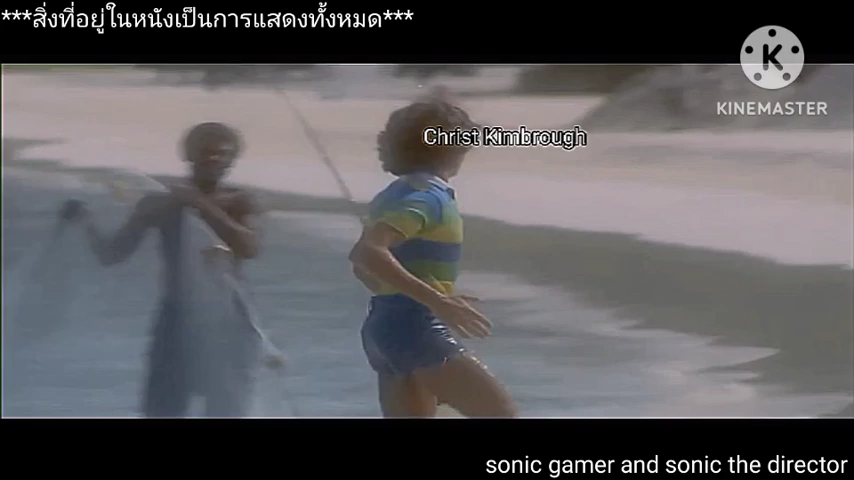 ***สิ่งที่อยู่ในหนังเป็นการแสดงทั้งหมด***
K
KINEMASTER
Christ Kimbrough
sonic gamer and sonic the director